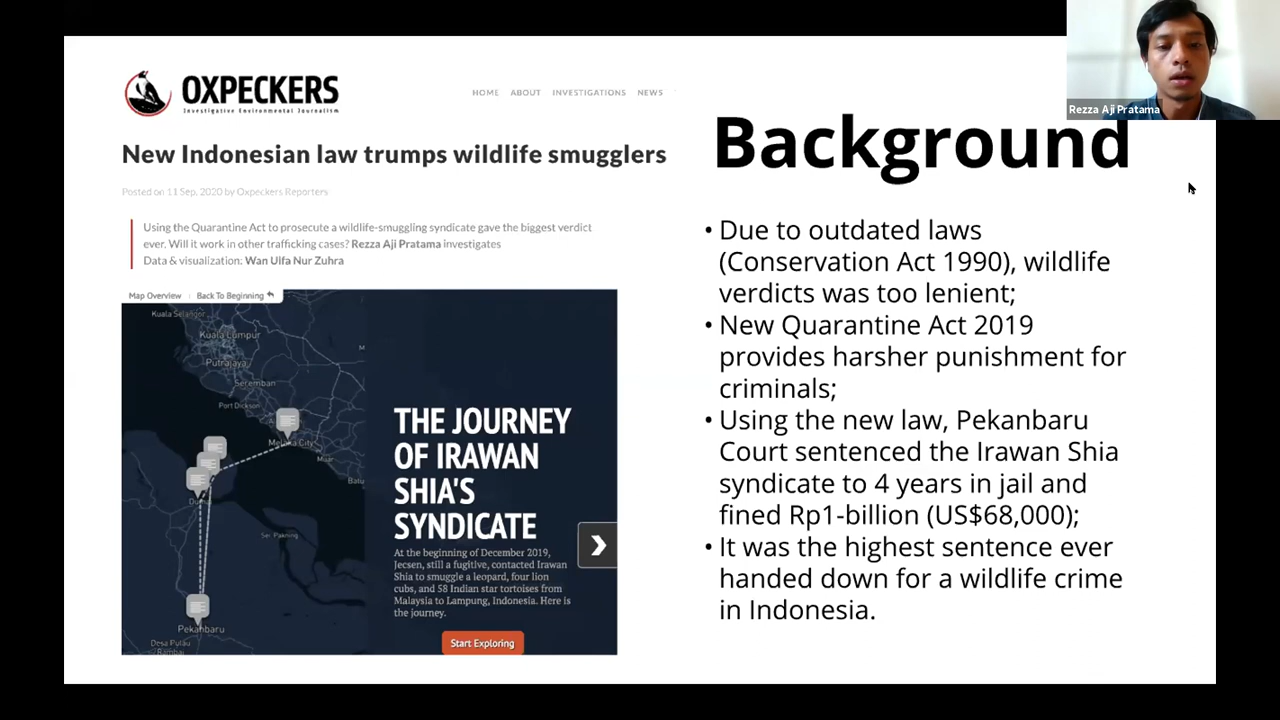 OXPECKERS
Investigative Environmental Journalism
HOME ABOUT INVESTIGATIONS NEWS
New Indonesian law trumps wildlife smugglers
Posted on 11 Sep, 2020 by Oxpeckers Reporters
Using the Quarantine Act to prosecute a wildlife-smuggling syndicate gave the biggest verdict
ever. Will it work in other trafficking cases? Rezza Aji Pratama investigates
Data & visualization: Wan Ulfa Nur Zuhra
Map Overview Back To Beginning
Kuala Selangor
Kuala Lumpur
Putrajaya
Seremban
Port Dickson
Melaka City
Muar
Batu
Dumai
Pekanbaru
Desa Pulau
Rambai
THE JOURNEY
OF IRAWAN
SHIA'S
SYNDICATE
At the beginning of December 2019,
Jecsen, still a fugitive, contacted Irawan
Shia to smuggle a leopard, four lion
cubs, and 58 Indian star tortoises from
Malaysia to Lampung, Indonesia. Here is
the journey.
Start Exploring
Rezza Aji Pratama
Background
• Due to outdated laws
(Conservation Act 1990), wildlife
verdicts was too lenient;
• New Quarantine Act 2019
provides harsher punishment for
criminals;
• Using the new law, Pekanbaru
Court sentenced the Irawan Shia
syndicate to 4 years in jail and
fined Rp1-billion (US$68,000);
• It was the highest sentence ever
handed down for a wildlife crime
in Indonesia.